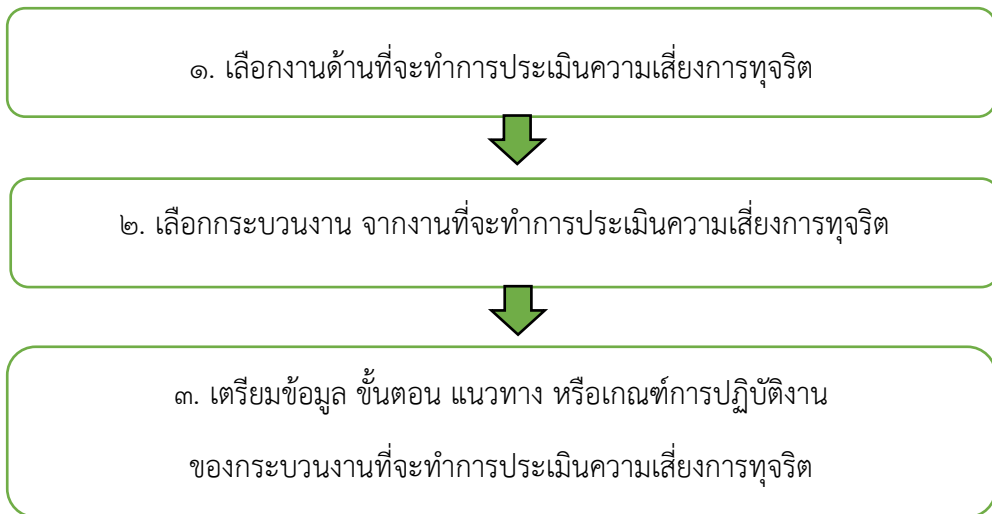 ๑. เลือกงานด้านที่จะทำการประเมินความเสี่ยงการทุจริต
๒. เลือกกระบวนงาน จากงานที่จะทำการประเมินความเสี่ยงการทุจริต
๓. เตรียมข้อมูล ขั้นตอน แนวทาง หรือเกณฑ์การปฏิบัติงาน
ของกระบวนงานที่จะทำการประเมินความเสี่ยงการทุจริต